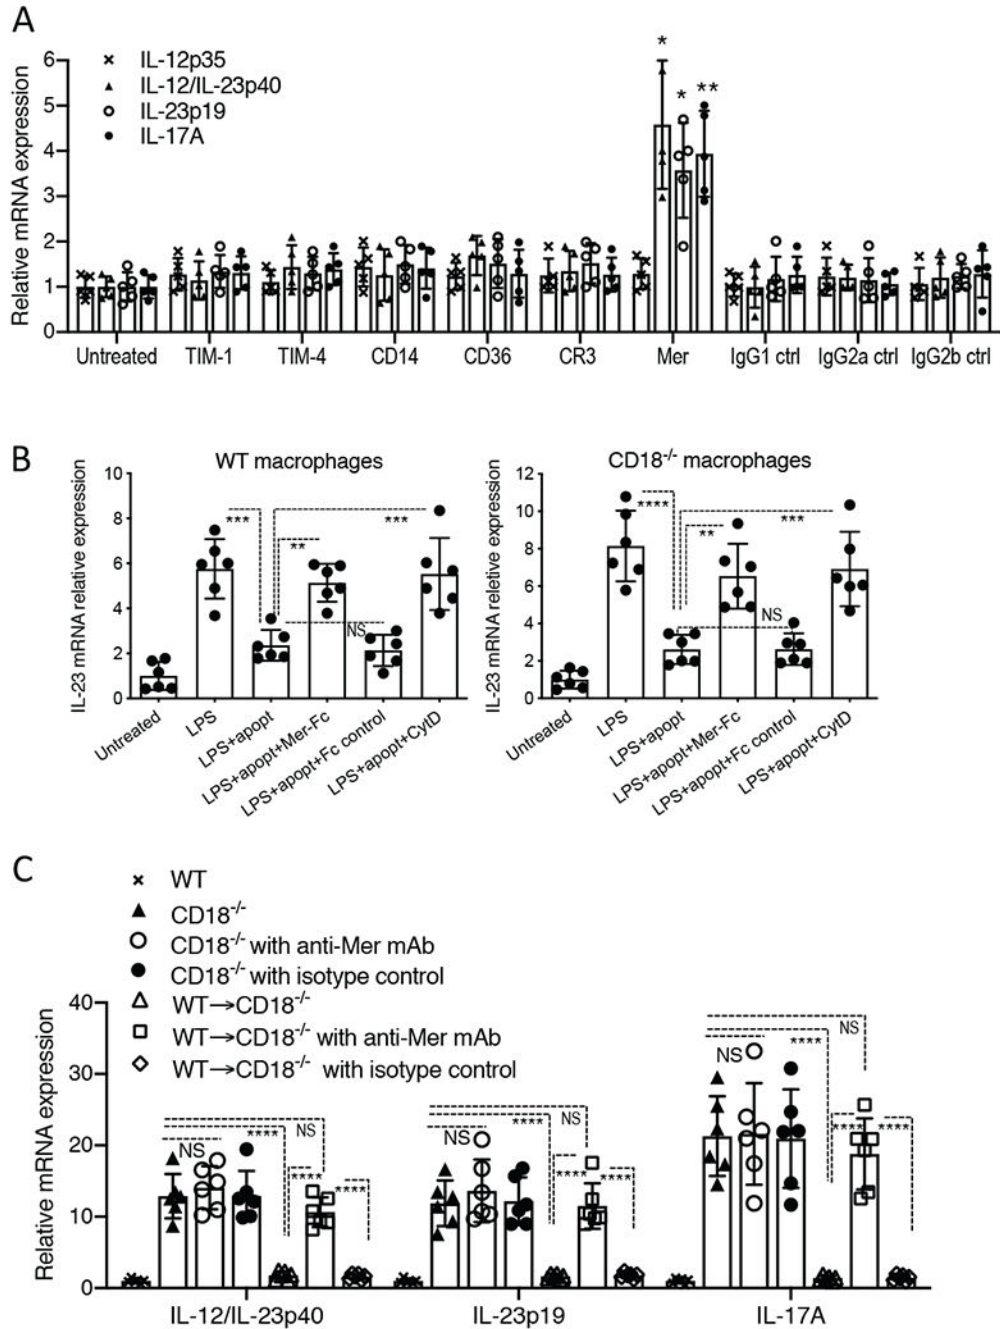 A
IL-12p35
IL-12/IL-23p40
IL-23p19
IL-17A
Relative mRNA expression
6
5
4
3
2
1
0
*
*
**
Untreated TIM-1 TIM-4 CD14 CD36 CR3 Mer IgG1 ctrl IgG2a ctrl IgG2b ctrl
B
WT macrophages
IL-23 mRNA relative expression
10
8
6
4
2
0
***
**
***
NS
Untreated
LPS
LPS+apopt
LPS+apopt+Mer-Fc
LPS+apopt+Fc control
LPS+apopt+CytD
CD18-/- macrophages
IL-23 mRNA reletive expression
12
10
8
6
4
2
0
****
**
***
NS
Untreated
LPS
LPS+apopt
LPS+apopt+Mer-Fc
LPS+apopt+Fc control
LPS+apopt+CytD
C
WT
CD18-/-
CD18-/- with anti-Mer mAb
CD18-/- with isotype control
WT→CD18-/-
WT→CD18-/- with anti-Mer mAb
WT→CD18-/- with isotype control
Relative mRNA expression
40
30
20
10
0
NS
****
NS
****
****
NS
****
NS
****
****
NS
****
NS
****
****
IL-12/IL-23p40 IL-23p19 IL-17A